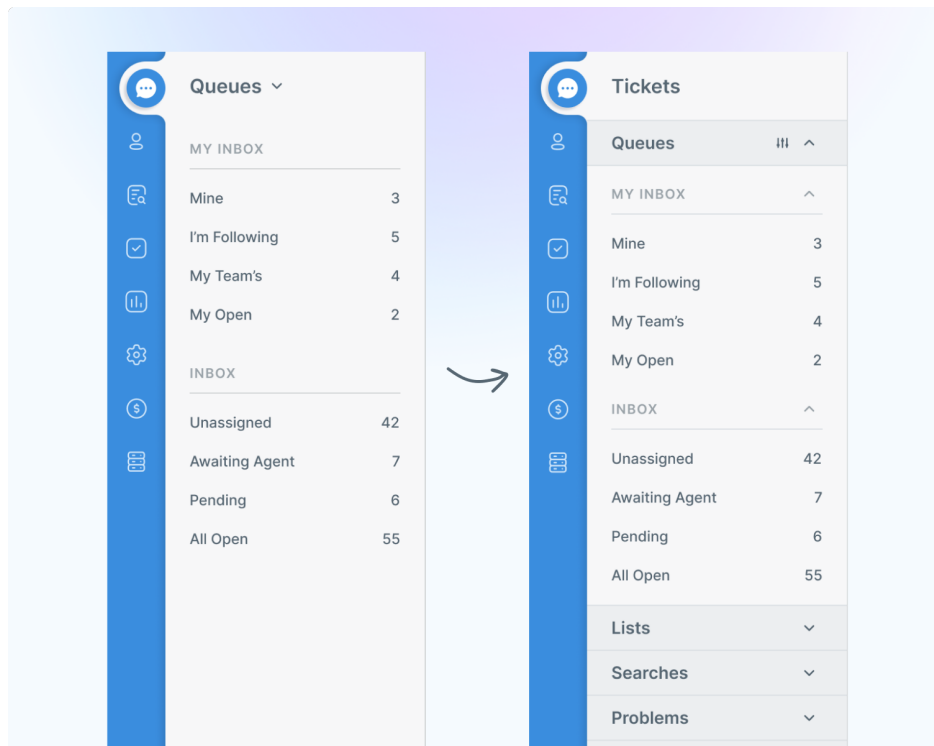 Queues
MY INBOX
Mine 3
I'm Following 5
My Team's 4
My Open 2
INBOX
Unassigned 42
Awaiting Agent 7
Pending 6
All Open 55
Tickets
Queues
MY INBOX
Mine 3
I'm Following 5
My Team's 4
My Open 2
INBOX
Unassigned 42
Awaiting Agent 7
Pending 6
All Open 55
Lists
Searches
Problems